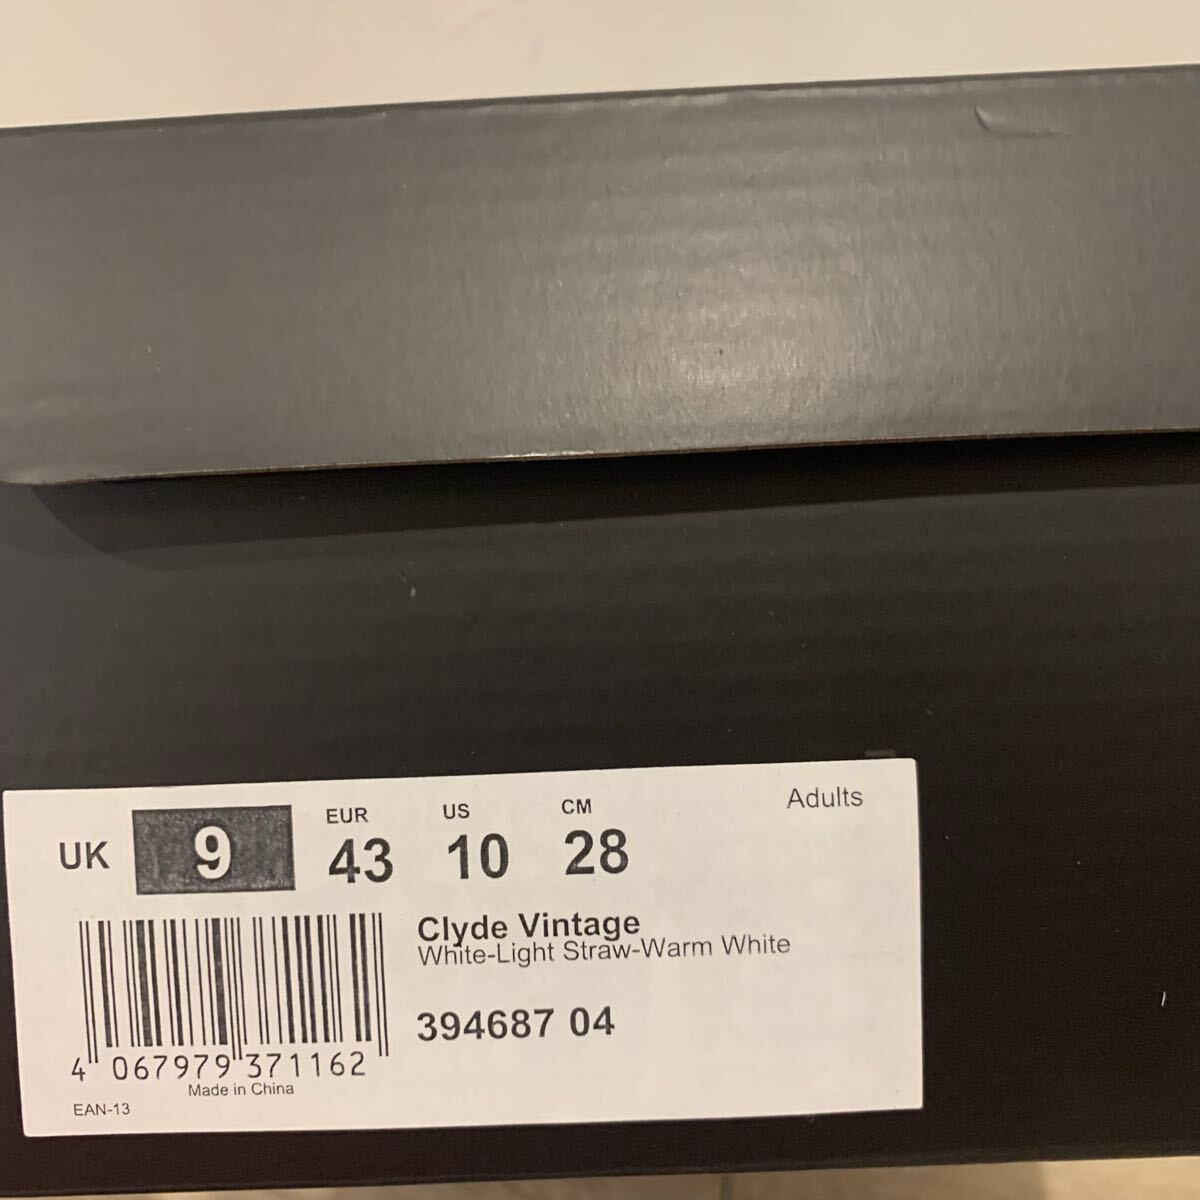 UK 9 EUR 43 US 10 CM 28 Adults
Clyde Vintage
White-Light Straw-Warm White
394687 04
4 067979 371162
Made in China
EAN-13